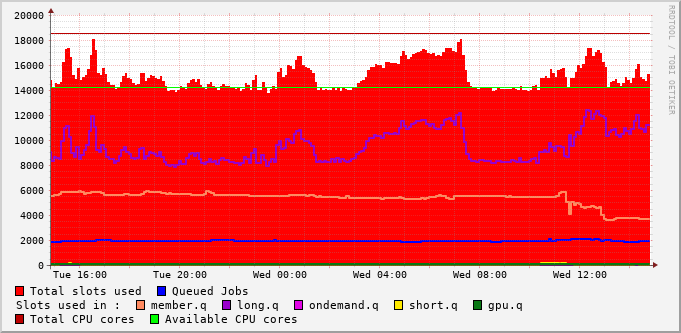 20000
18000
16000
14000
12000
10000
8000
6000
4000
2000
0
Tue 16:00 Tue 20:00 Wed 00:00 Wed 04:00 Wed 08:00 Wed 12:00
RRDTOOL / TOBI OETIKER
Total slots used Queued Jobs
Slots used in : member.q long.q ondemand.q short.q gpu.q
Total CPU cores Available CPU cores